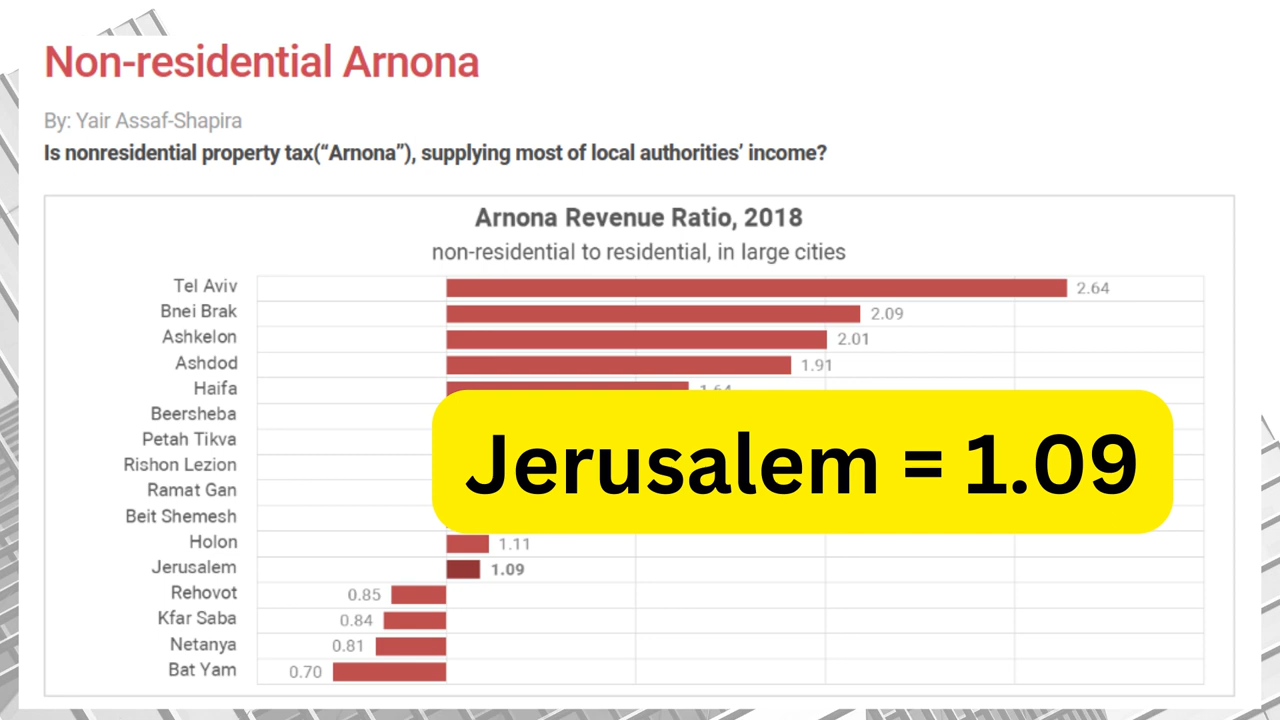 Non-residential Arnona
By: Yair Assaf-Shapira
Is nonresidential property tax(“Arnona”), supplying most of local authorities’ income?
Arnona Revenue Ratio, 2018
non-residential to residential, in large cities
Tel Aviv 2.64
Bnei Brak 2.09
Ashkelon 2.01
Ashdod 1.91
Haifa 1.64
Beersheba
Petah Tikva
Rishon Lezion
Ramat Gan
Beit Shemesh
Jerusalem = 1.09
Holon 1.11
Jerusalem 1.09
Rehovot 0.85
Kfar Saba 0.84
Netanya 0.81
Bat Yam 0.70